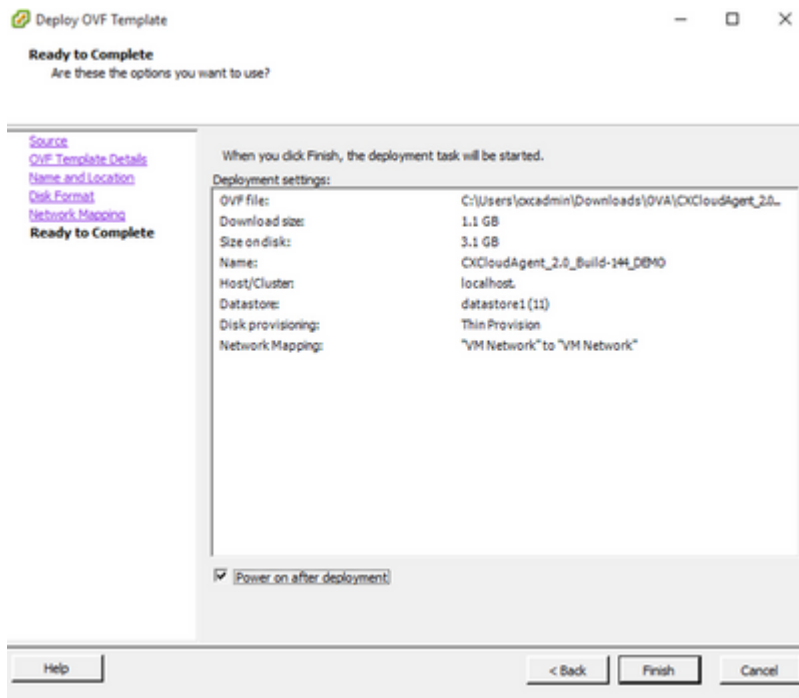 Deploy OVF Template
Ready to Complete
Are these the options you want to use?
Source
OVF Template Details
Name and Location
Disk Format
Network Mapping
Ready to Complete
When you click Finish, the deployment task will be started.
Deployment settings:
OVF file: C:\Users\cxcadmin\Downloads\OVA\CXCloudAgent_2.0...
Download size: 1.1 GB
Size on disk: 3.1 GB
Name: CXCloudAgent_2.0_Build-144_DEMO
Host/Cluster: localhost.
Datastore: datastore1 (11)
Disk provisioning: Thin Provision
Network Mapping: "VM Network" to "VM Network"
Power on after deployment
Help
< Back
Finish
Cancel